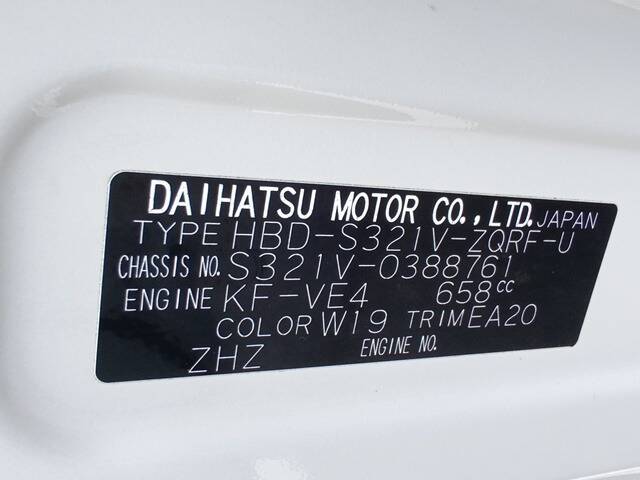 DAIHATSU MOTOR CO., LTD. JAPAN
TYPE HBD-S321V-ZQRF-U
CHASSIS NO. S321V-0388761
ENGINE KF-VE4 658cc
COLOR W19 TRIM EA20
ZHZ ENGINE NO.